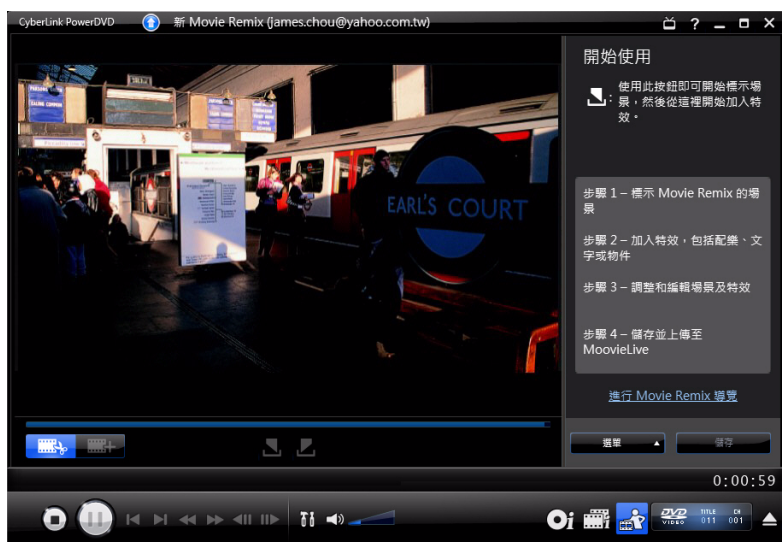 CyberLink PowerDVD
新 Movie Remix (james.chou@yahoo.com.tw)
?
EALING COMMON
EARL'S COURT
開始使用
: 使用此按鈕即可開始標示場
景，然後從這裡開始加入特
效。
步驟 1 – 標示 Movie Remix 的場
景
步驟 2 – 加入特效，包括配樂、文
字或物件
步驟 3 – 調整和編輯場景及特效
步驟 4 – 儲存並上傳至
MoovieLive
進行 Movie Remix 導覽
選單
儲存
0:00:59
DVD VIDEO
TITLE 011
CH 001